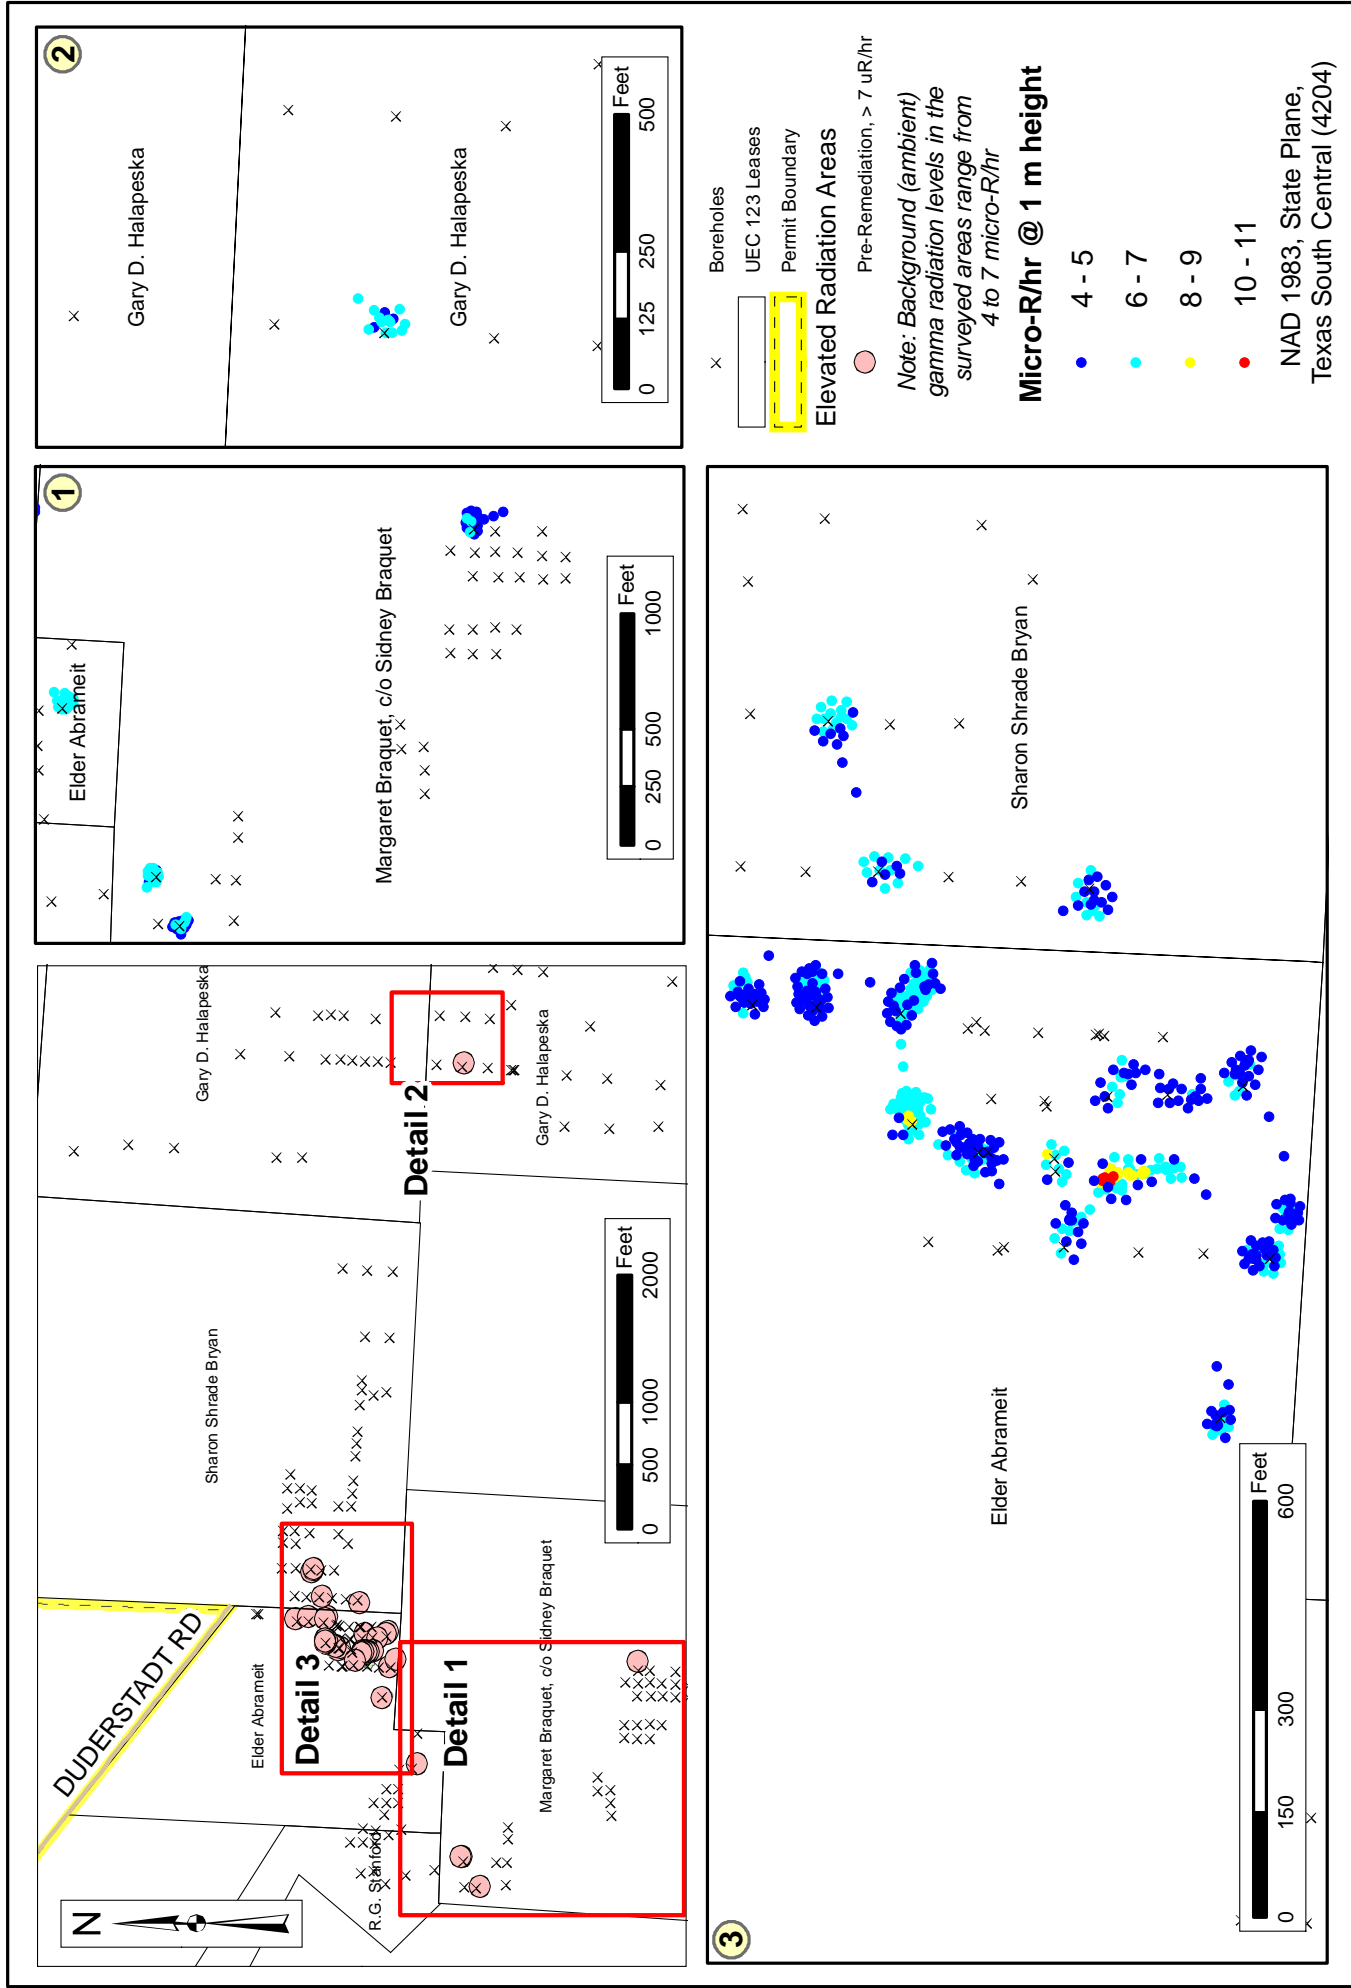 N
DUDERSTADT RD
Elder Abrameit
Sharon Shrade Bryan
Gary D. Halapeska
R.G. Stanford
Detail 3
Detail 1
Detail 2
Margaret Braquet, c/o Sidney Braquet
Gary D. Halapeska
0 500 1000 2000
Feet
1
Elder Abrameit
Margaret Braquet, c/o Sidney Braquet
0 250 500 1000
Feet
2
Gary D. Halapeska
Gary D. Halapeska
0 125 250 500
Feet
3
Elder Abrameit
Sharon Shrade Bryan
0 150 300 600
Feet
Boreholes
UEC 123 Leases
Permit Boundary
Elevated Radiation Areas
Pre-Remediation, > 7 uR/hr
Note: Background (ambient)
gamma radiation levels in the
surveyed areas range from
4 to 7 micro-R/hr
Micro-R/hr @ 1 m height
4 - 5
6 - 7
8 - 9
10 - 11
NAD 1983, State Plane,
Texas South Central (4204)